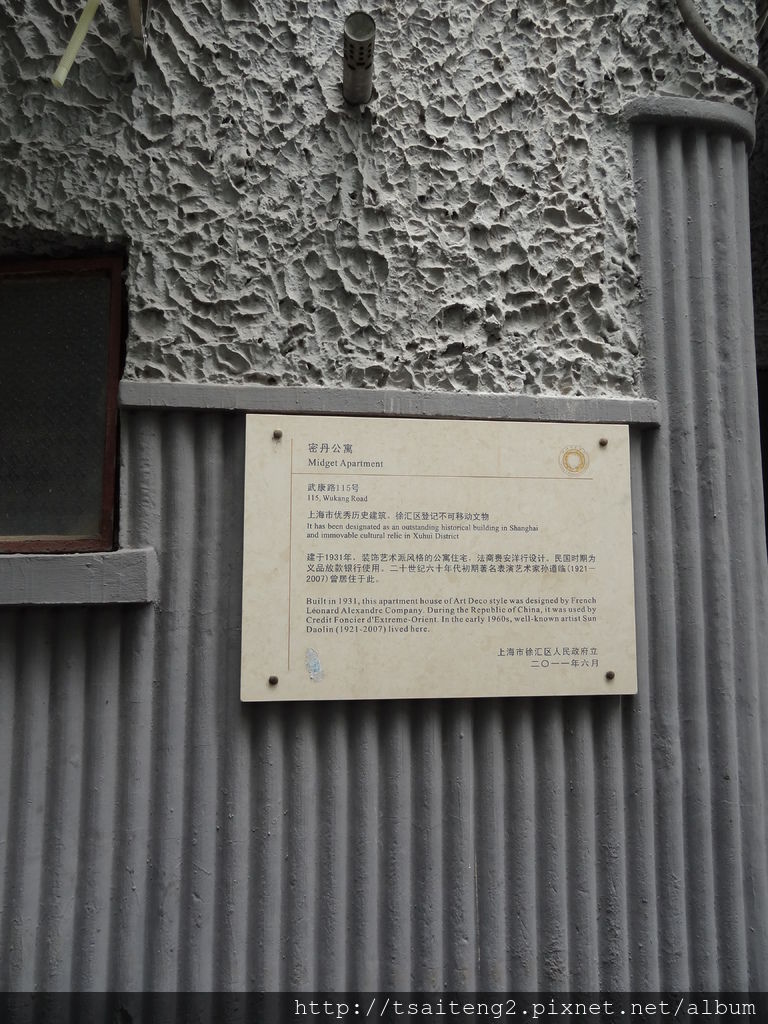 密丹公寓
Midget Apartment
武康路115号
115, Wukang Road
上海市优秀历史建筑、徐汇区登记不可移动文物
It has been designated as an outstanding historical building in Shanghai
and immovable cultural relic in Xuhui District
建于1931年，装饰艺术派风格的公寓住宅，法商赉安洋行设计。民国时期为
义品放款银行使用。二十世纪六十年代初期著名表演艺术家孙道临(1921－
2007)曾居住于此。
Built in 1931, this apartment house of Art Deco style was designed by French
Léonard Alexandre Company. During the Republic of China, it was used by
Credit Foncier d'Extreme-Orient. In the early 1960s, well-known artist Sun
Daolin (1921-2007) lived here.
上海市徐汇区人民政府立
二〇一一年六月
http://tsaiteng2.pixnet.net/album